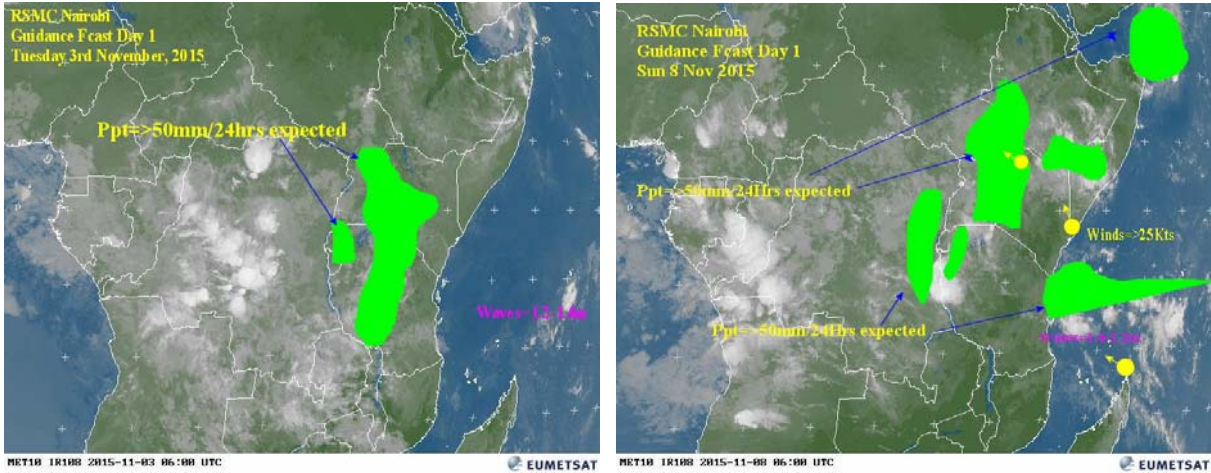 RSMC Nairobi
Guidance Fcast Day 1
Tuesday 3rd November, 2015
Ppt=>50mm/24hrs expected
MET10 IR108 2015-11-03 06:00 UTC
EUMETSAT
RSMC Nairobi
Guidance Fcast Day 1
Sun 8 Nov 2015
Ppt=>50mm/24Hrs expected
Winds=>25Kts
Ppt=>50mm/24Hrs expected
MET10 IR108 2015-11-08 06:00 UTC
EUMETSAT